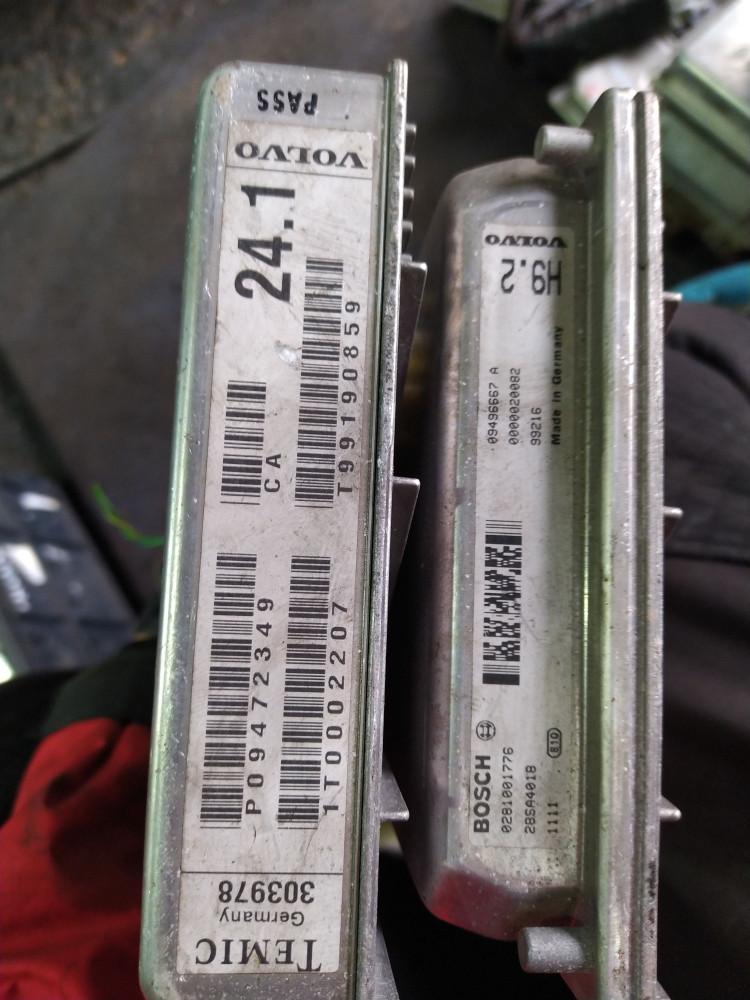 PASS
VOLVO
24.1
CA
T99190859
P09472349
1T0002207
303978
Germany
TEMIC
VOLVO
H9.2
09496667 A
0000020082
99216
Made in Germany
BOSCH
0281001776
28SA4018
1111
810